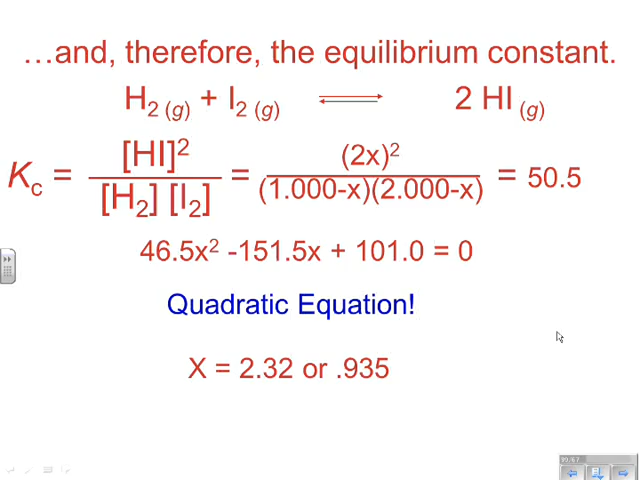 …and, therefore, the equilibrium constant.
H2 (g) + I2 (g) ⇌ 2 HI (g)
Kc = [HI]² / [H2] [I2] = (2x)² / (1.000-x)(2.000-x) = 50.5
46.5x² -151.5x + 101.0 = 0
Quadratic Equation!
X = 2.32 or .935